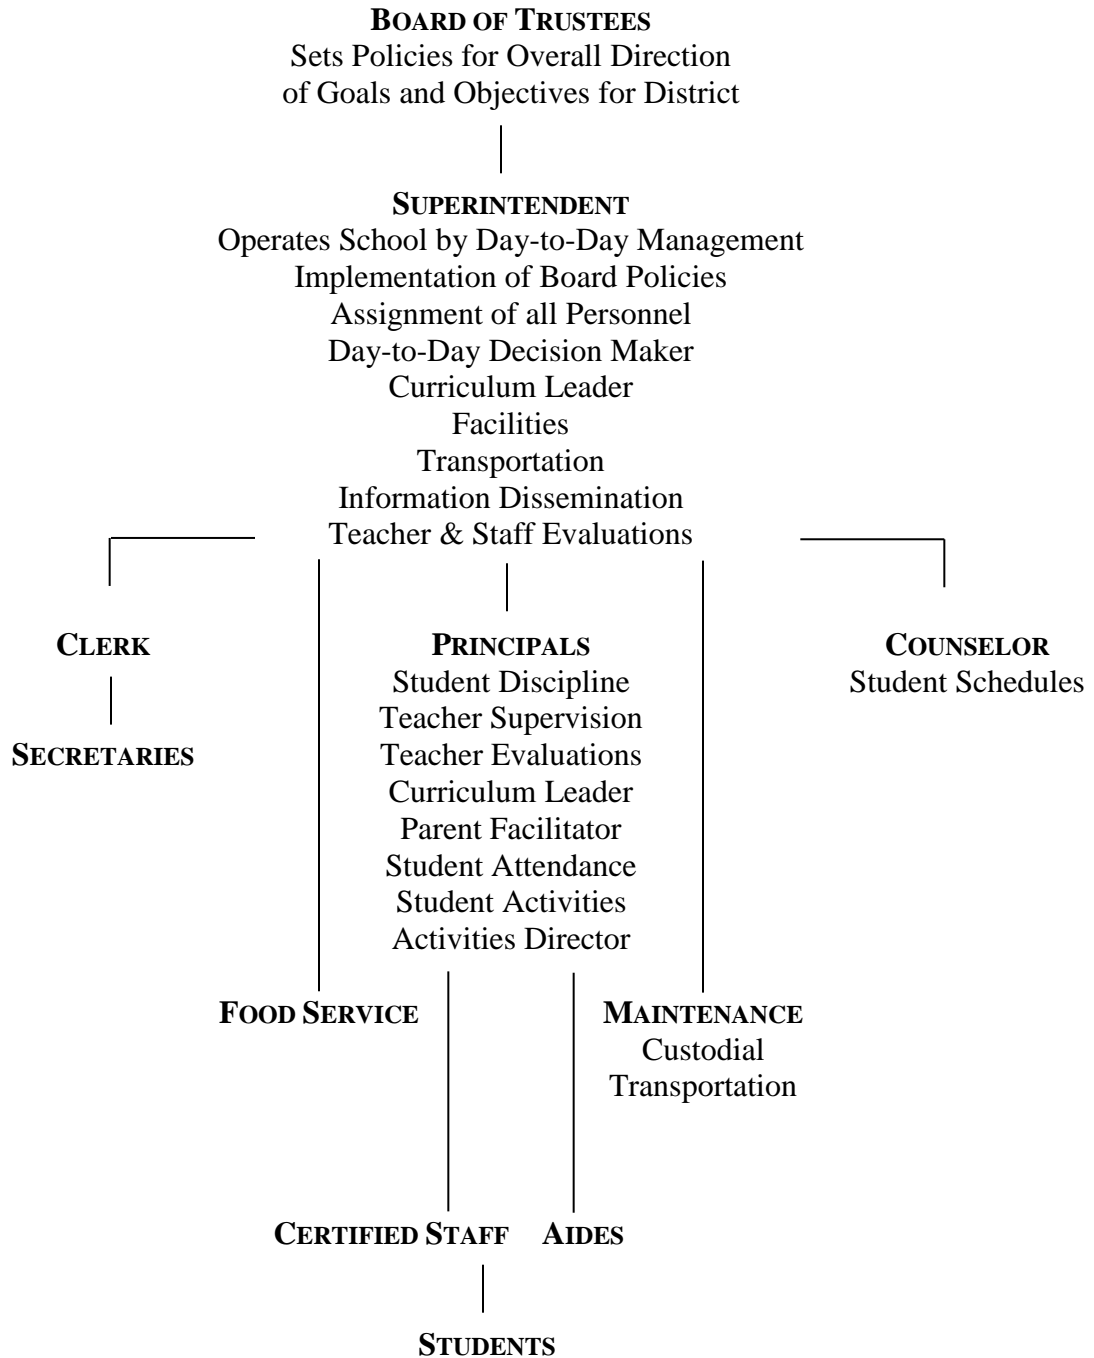 BOARD OF TRUSTEES
Sets Policies for Overall Direction
of Goals and Objectives for District
SUPERINTENDENT
Operates School by Day-to-Day Management
Implementation of Board Policies
Assignment of all Personnel
Day-to-Day Decision Maker
Curriculum Leader
Facilities
Transportation
Information Dissemination
Teacher & Staff Evaluations
CLERK
SECRETARIES
PRINCIPALS
Student Discipline
Teacher Supervision
Teacher Evaluations
Curriculum Leader
Parent Facilitator
Student Attendance
Student Activities
Activities Director
COUNSELOR
Student Schedules
FOOD SERVICE
MAINTENANCE
Custodial
Transportation
CERTIFIED STAFF
AIDES
STUDENTS